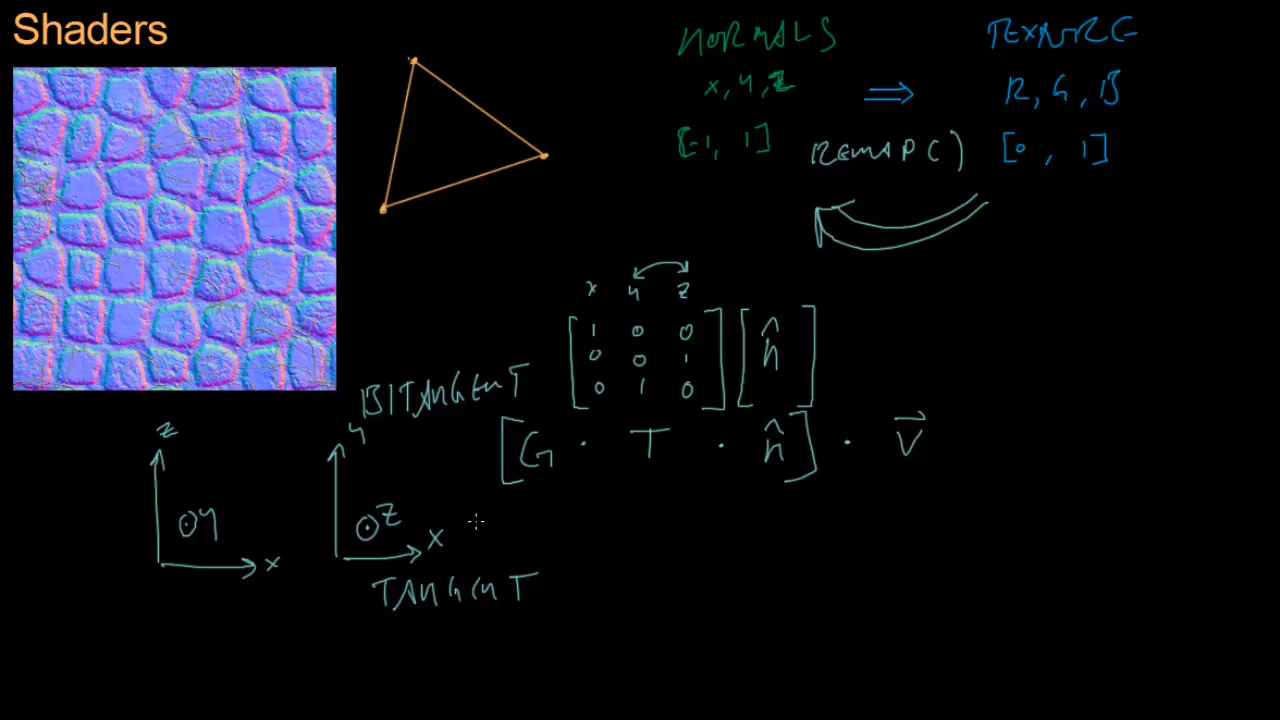 Shaders
NORMALS
TEXTURE
x, y, z
⇒
R, G, B
[-1, 1]
REMAP()
[0, 1]
x y z
1 0 0
0 0 1
0 1 0
n̂
BITANGENT
[G · T · n̂] · v⃗
z
y
y
z
x
x
TANGENT